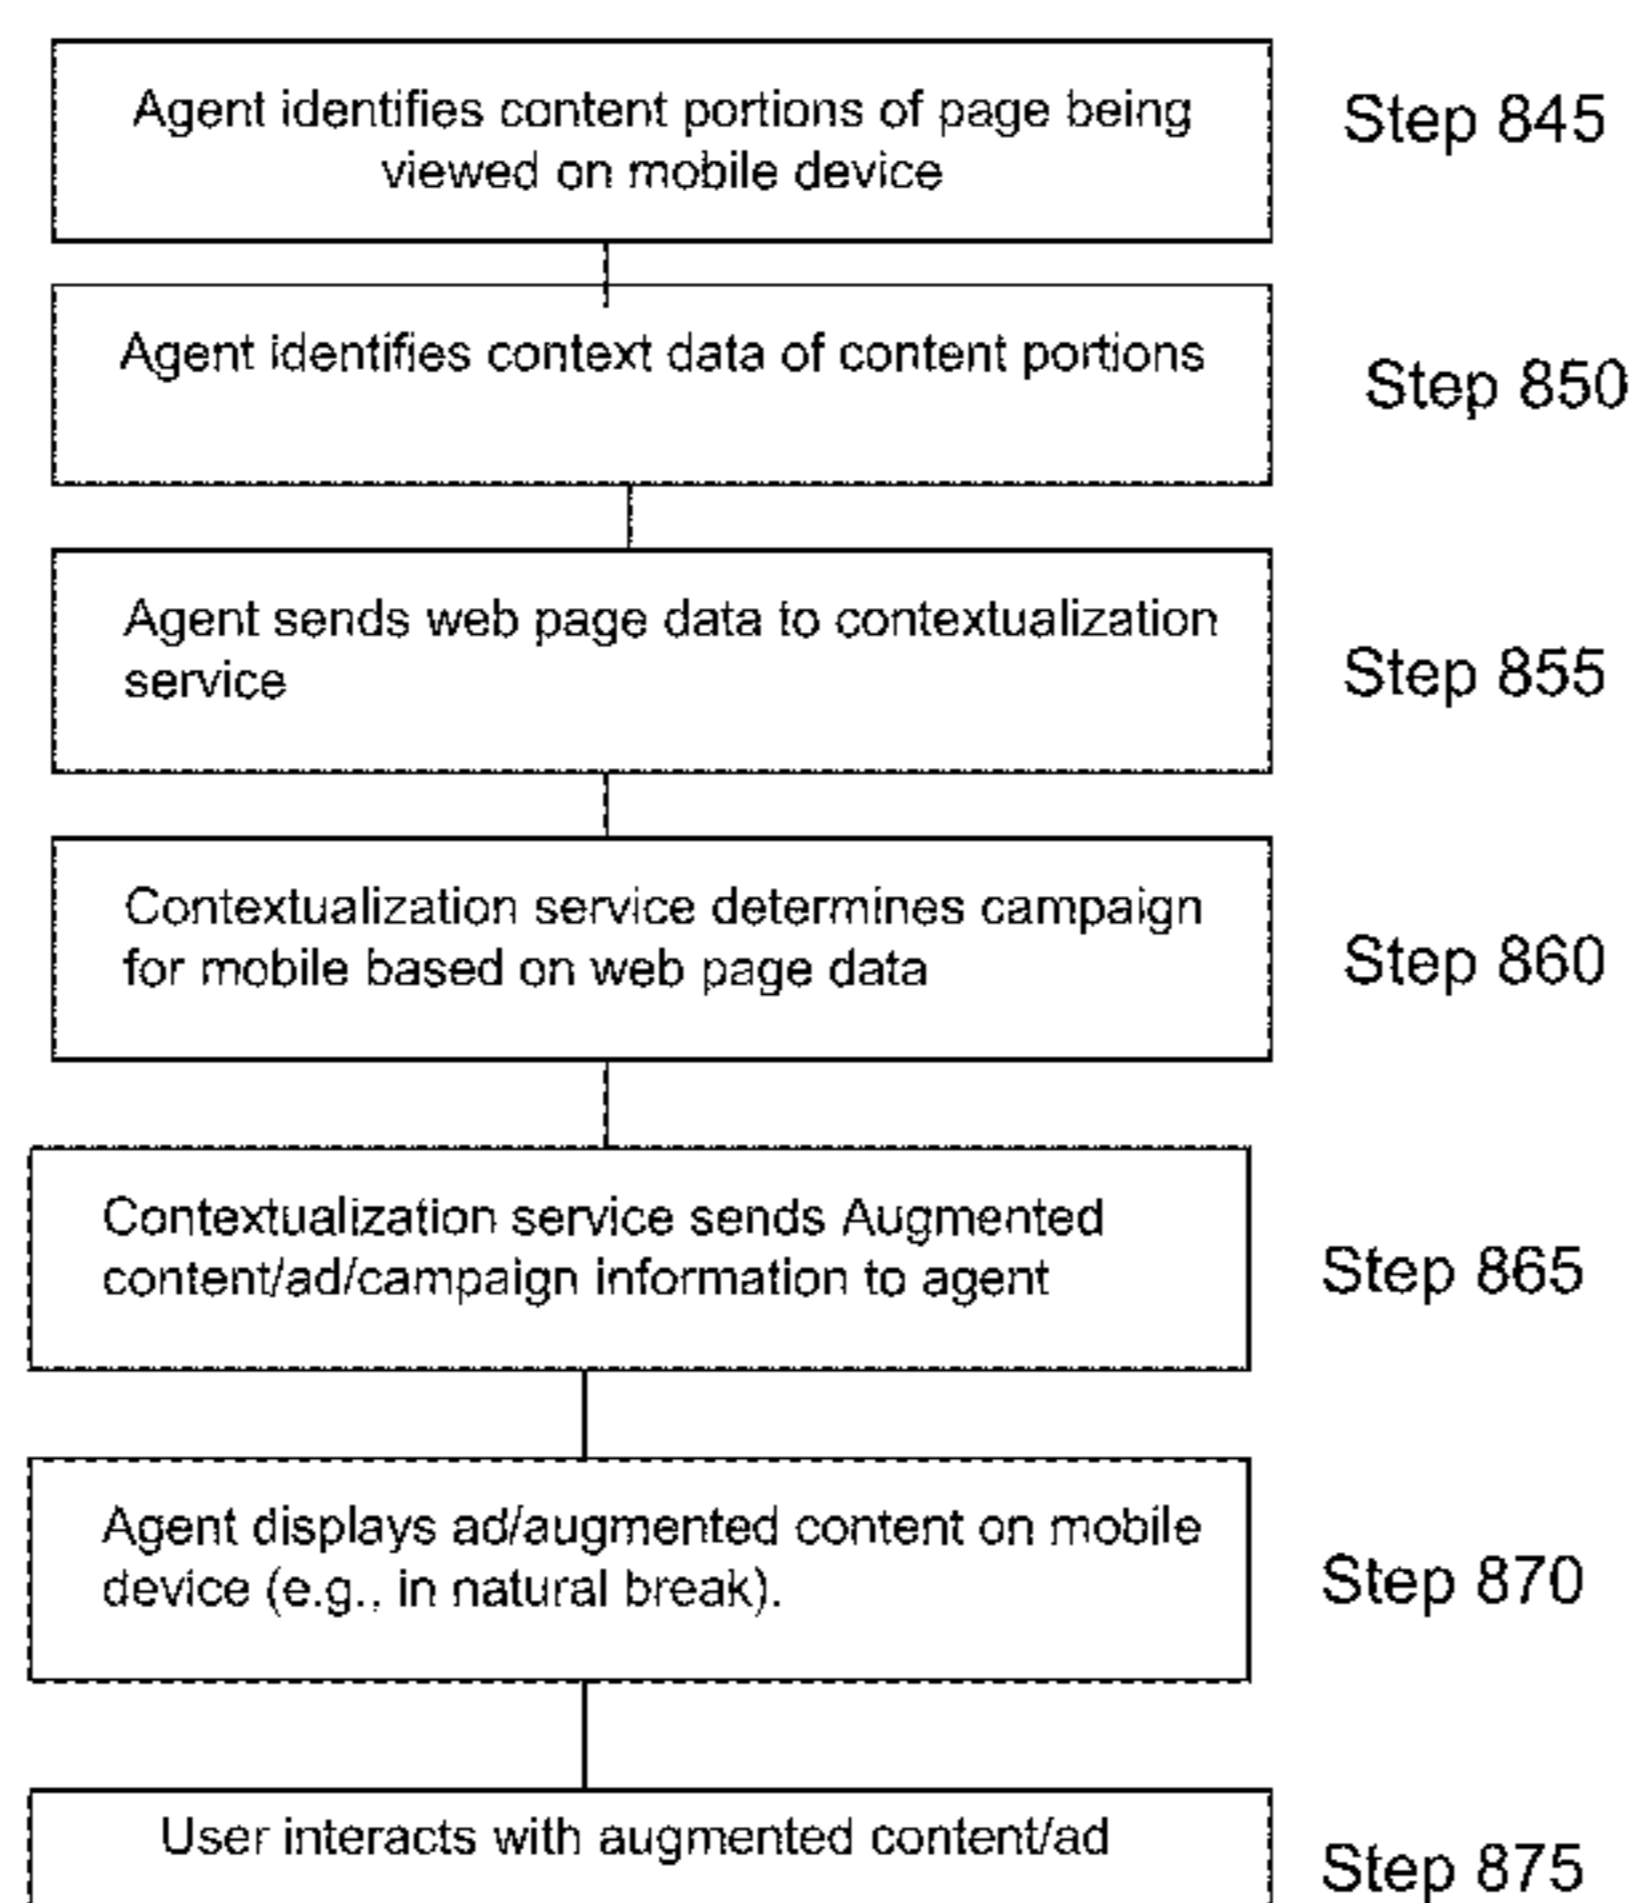 Agent identifies content portions of page being
viewed on mobile device
Step 845
Agent identifies context data of content portions
Step 850
Agent sends web page data to contextualization
service
Step 855
Contextualization service determines campaign
for mobile based on web page data
Step 860
Contextualization service sends Augmented
content/ad/campaign information to agent
Step 865
Agent displays ad/augmented content on mobile
device (e.g., in natural break).
Step 870
User interacts with augmented content/ad
Step 875